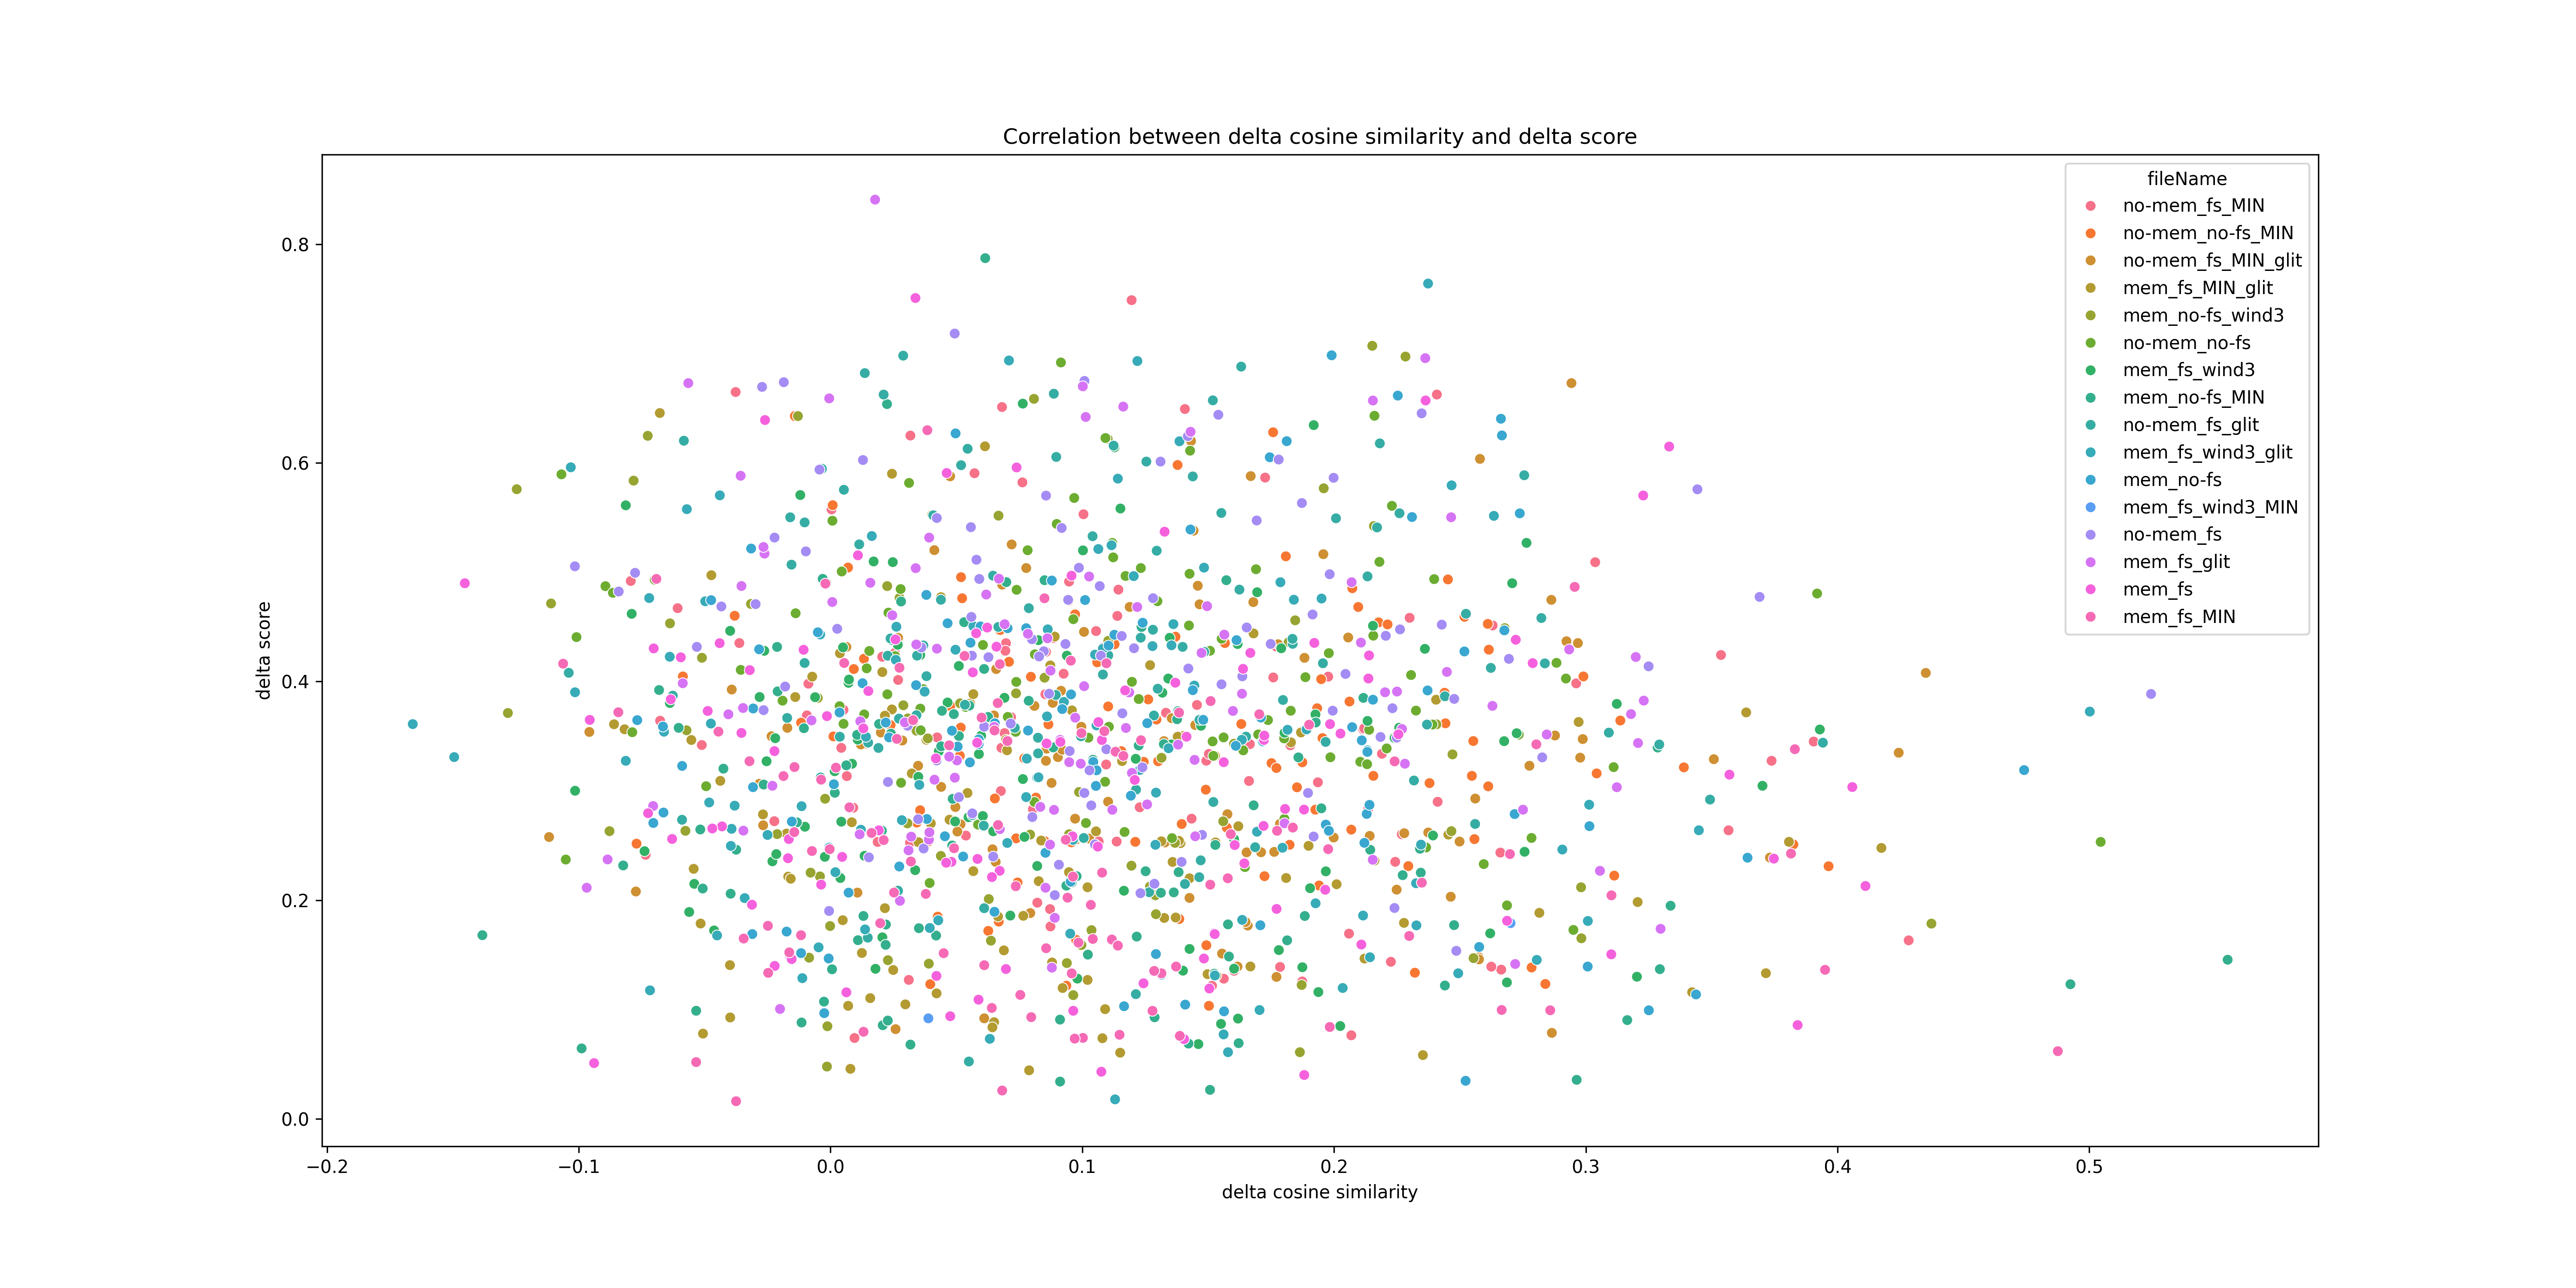 Correlation between delta cosine similarity and delta score
fileName
no-mem_fs_MIN
no-mem_no-fs_MIN
no-mem_fs_MIN_glit
mem_fs_MIN_glit
mem_no-fs_wind3
no-mem_no-fs
mem_fs_wind3
mem_no-fs_MIN
no-mem_fs_glit
mem_fs_wind3_glit
mem_no-fs
mem_fs_wind3_MIN
no-mem_fs
mem_fs_glit
mem_fs
mem_fs_MIN
delta score
0.8
0.6
0.4
0.2
0.0
−0.2 −0.1 0.0 0.1 0.2 0.3 0.4 0.5
delta cosine similarity